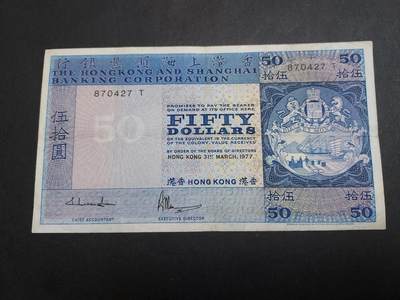 行銀理滙海上港香
THE HONGKONG AND SHANGHAI
BANKING CORPORATION
50
拾伍
870427 T
870427 T
PROMISES TO PAY THE BEARER
ON DEMAND AT ITS OFFICE HERE
50
FIFTY
DOLLARS
OR THE EQUIVALENT IN THE CURRENCY
OF THE COLONY, VALUE RECEIVED
BY ORDER OF THE BOARD OF DIRECTORS
HONG KONG 31ST MARCH, 1977
港香 HONG KONG 港香
伍拾圓
CHIEF ACCOUNTANT
EXECUTIVE DIRECTOR
50
拾伍
拾伍
50
拾伍
50